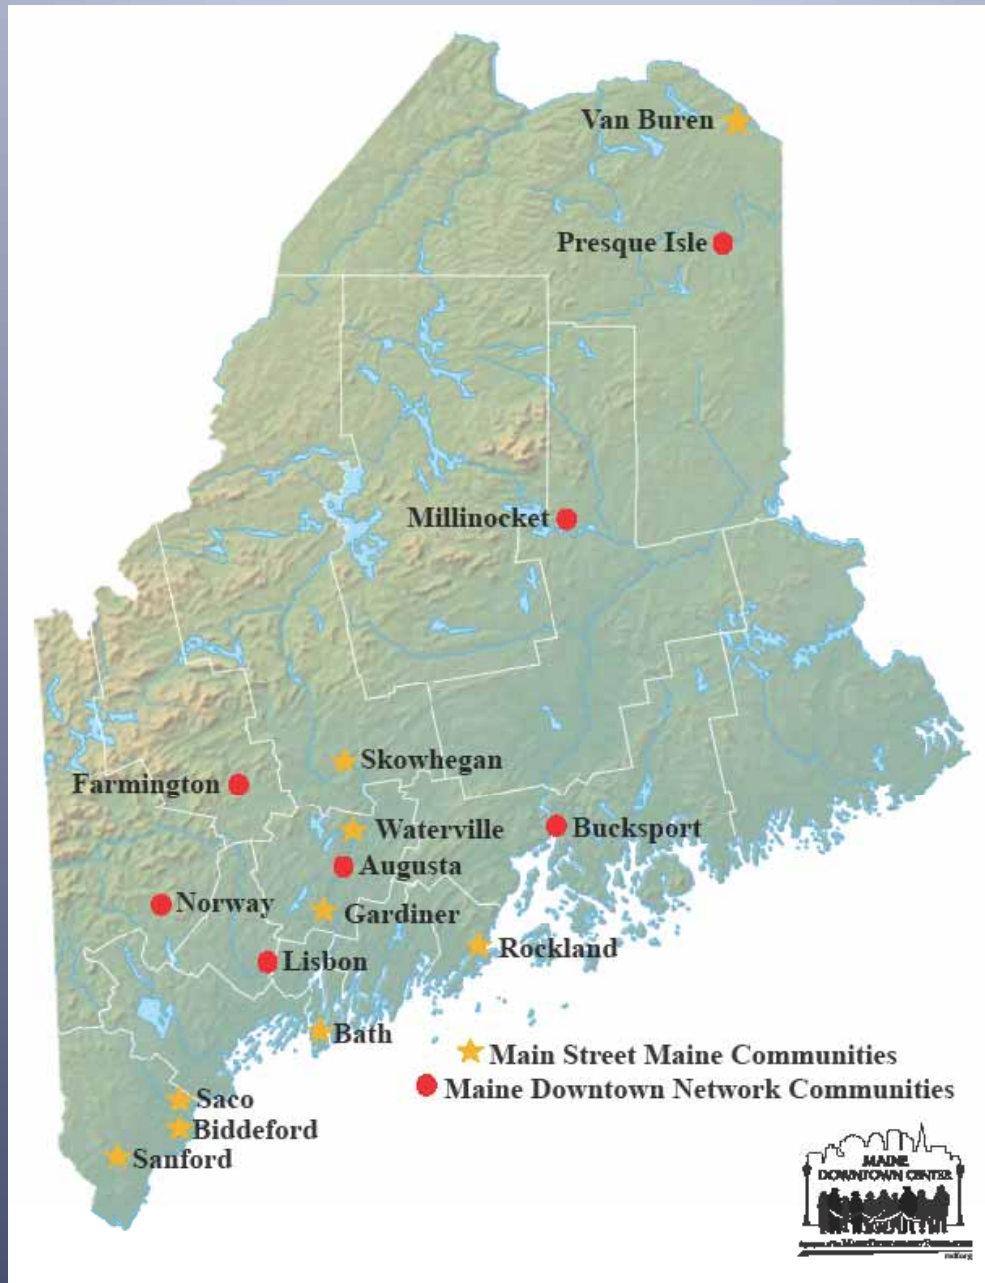 Van Buren
Presque Isle
Millinocket
Skowhegan
Farmington
Waterville
Bucksport
Augusta
Norway
Gardiner
Rockland
Lisbon
Bath
Main Street Maine Communities
Maine Downtown Network Communities
Saco
Biddeford
Sanford
MAINE
DOWNTOWN CENTER